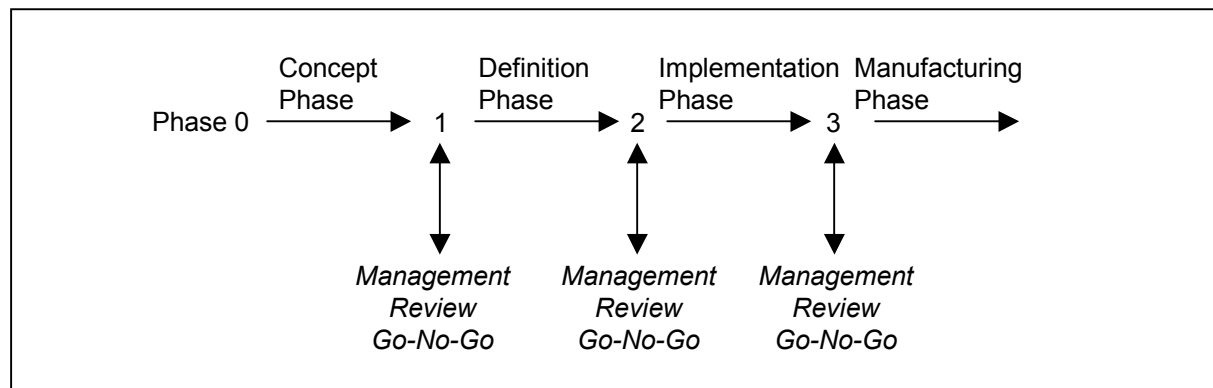 Concept
Phase
Definition
Phase
Implementation
Phase
Manufacturing
Phase
Phase 0
1
2
3
Management
Review
Go-No-Go
Management
Review
Go-No-Go
Management
Review
Go-No-Go